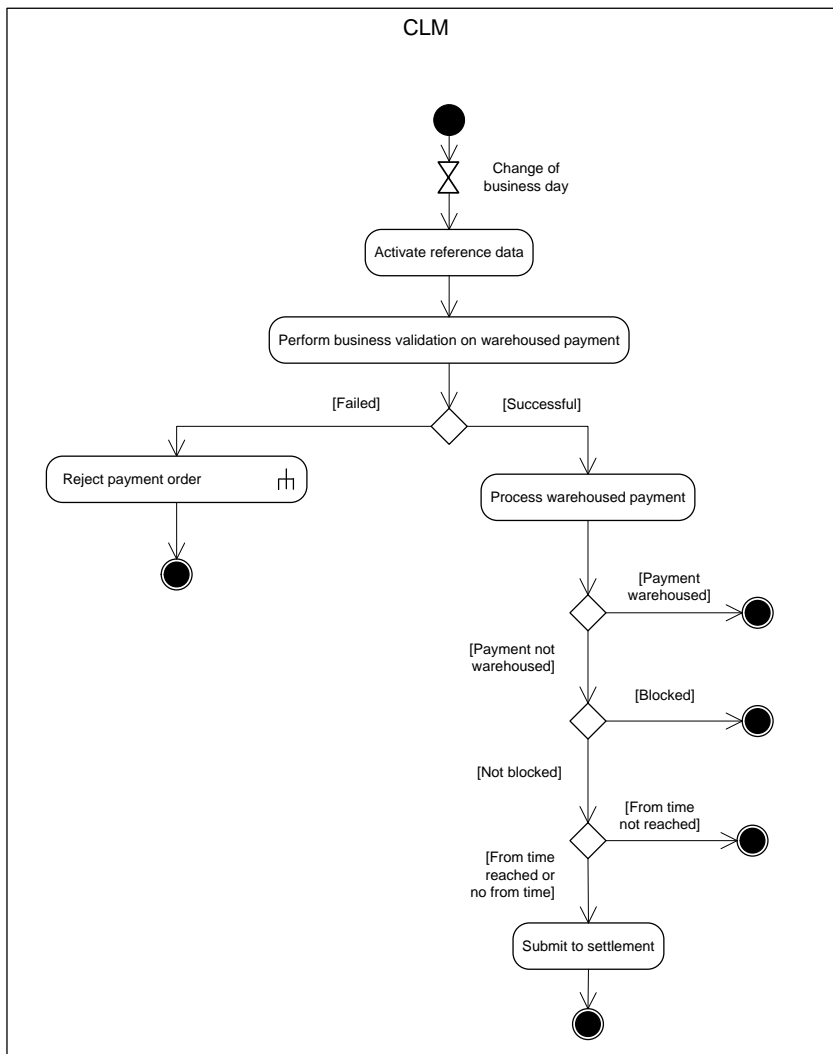 CLM
Change of
business day
Activate reference data
Perform business validation on warehoused payment
[Failed]
[Successful]
Reject payment order
Process warehoused payment
[Payment
warehoused]
[Payment not
warehoused]
[Blocked]
[Not blocked]
[From time
not reached]
[From time
reached or
no from time]
Submit to settlement